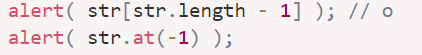 alert( str[str.length - 1] ); // o
alert( str.at(-1) );